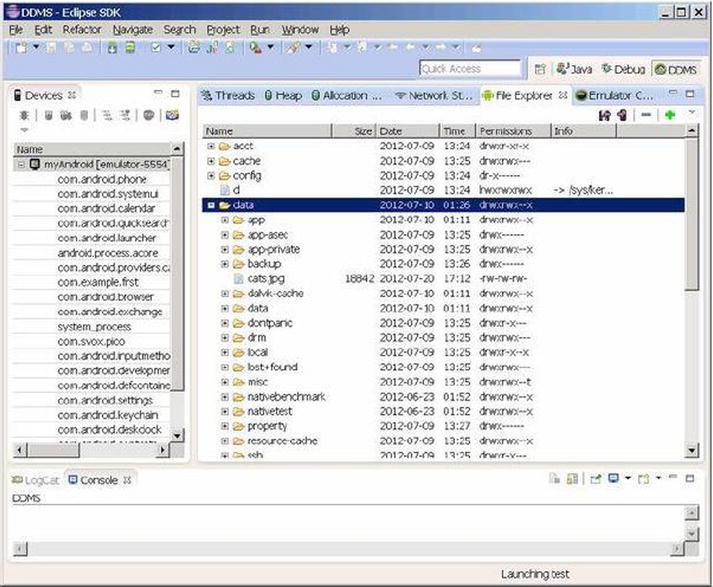 DDMS - Eclipse SDK
File Edit Refactor Navigate Search Project Run Window Help
Quick Access Java Debug DDMS
Devices
Name
myAndroid [emulator-5554]
com.android.phone
com.android.systemui
com.android.calendar
com.android.quicksearch
com.android.launcher
android.process.acore
com.android.providers.ca
com.example.first
com.android.browser
com.android.exchange
system_process
com.svox.pico
com.android.inputmetho
com.android.developmer
com.android.defcontaine
com.android.settings
com.android.keychain
com.android.deskclock
Threads Heap Allocation ... Network St... File Explorer Emulator C...
Name Size Date Time Permissions Info
acct 2012-07-09 13:24 drwxr-xr-x
cache 2012-07-09 13:25 drwxrwx---
config 2012-07-09 13:24 dr-x------
d 2012-07-09 13:24 lrwxrwxrwx -> /sys/ker...
data 2012-07-10 01:26 drwxrwx--x
app 2012-07-10 01:11 drwxrwx--x
app-asec 2012-07-09 13:25 drwx------
app-private 2012-07-09 13:25 drwxrwx--x
backup 2012-07-09 13:26 drwx------
cats.jpg 18842 2012-07-20 17:12 -rw-rw-rw-
dalvik-cache 2012-07-10 01:11 drwxrwx--x
data 2012-07-10 01:11 drwxrwx--x
dontpanic 2012-07-09 13:25 drwxr-x---
drm 2012-07-09 13:25 drwxrwx---
local 2012-07-09 13:25 drwxr-x--x
lost+found 2012-07-09 13:25 drwxrwx---
misc 2012-07-09 13:25 drwxrwx--t
nativebenchmark 2012-06-23 01:52 drwxrwx--x
nativetest 2012-06-23 01:52 drwxrwx--x
property 2012-07-09 13:27 drwx------
resource-cache 2012-07-09 13:25 drwxrwx--x
ssh 2012-07-09 13:25 drwxr-x---
LogCat Console
DDMS
Launching test